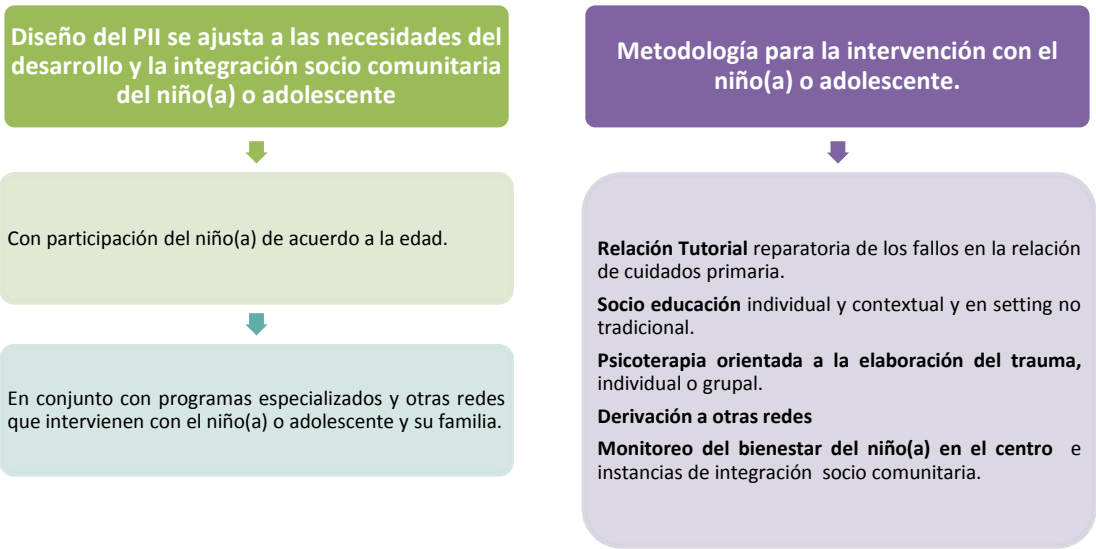 Diseño del PII se ajusta a las necesidades del
desarrollo y la integración socio comunitaria
del niño(a) o adolescente
Con participación del niño(a) de acuerdo a la edad.
En conjunto con programas especializados y otras redes
que intervienen con el niño(a) o adolescente y su familia.
Metodología para la intervención con el
niño(a) o adolescente.
Relación Tutorial reparatoria de los fallos en la relación
de cuidados primaria.
Socio educación individual y contextual y en setting no
tradicional.
Psicoterapia orientada a la elaboración del trauma,
individual o grupal.
Derivación a otras redes
Monitoreo del bienestar del niño(a) en el centro e
instancias de integración socio comunitaria.